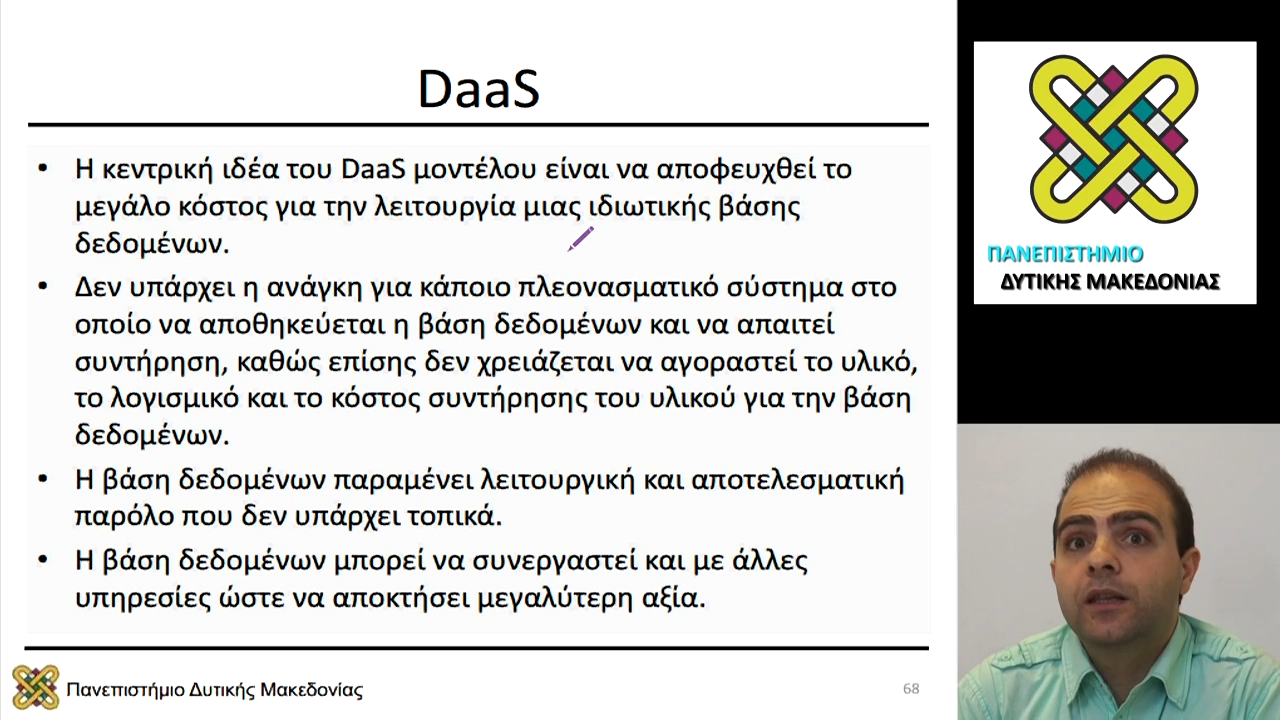 DaaS
• Η κεντρική ιδέα του DaaS μοντέλου είναι να αποφευχθεί το
μεγάλο κόστος για την λειτουργία μιας ιδιωτικής βάσης
δεδομένων.
• Δεν υπάρχει η ανάγκη για κάποιο πλεονασματικό σύστημα στο
οποίο να αποθηκεύεται η βάση δεδομένων και να απαιτεί
συντήρηση, καθώς επίσης δεν χρειάζεται να αγοραστεί το υλικό,
το λογισμικό και το κόστος συντήρησης του υλικού για την βάση
δεδομένων.
• Η βάση δεδομένων παραμένει λειτουργική και αποτελεσματική
παρόλο που δεν υπάρχει τοπικά.
• Η βάση δεδομένων μπορεί να συνεργαστεί και με άλλες
υπηρεσίες ώστε να αποκτήσει μεγαλύτερη αξία.
Πανεπιστήμιο Δυτικής Μακεδονίας
68
ΠΑΝΕΠΙΣΤΗΜΙΟ
ΔΥΤΙΚΗΣ ΜΑΚΕΔΟΝΙΑΣ